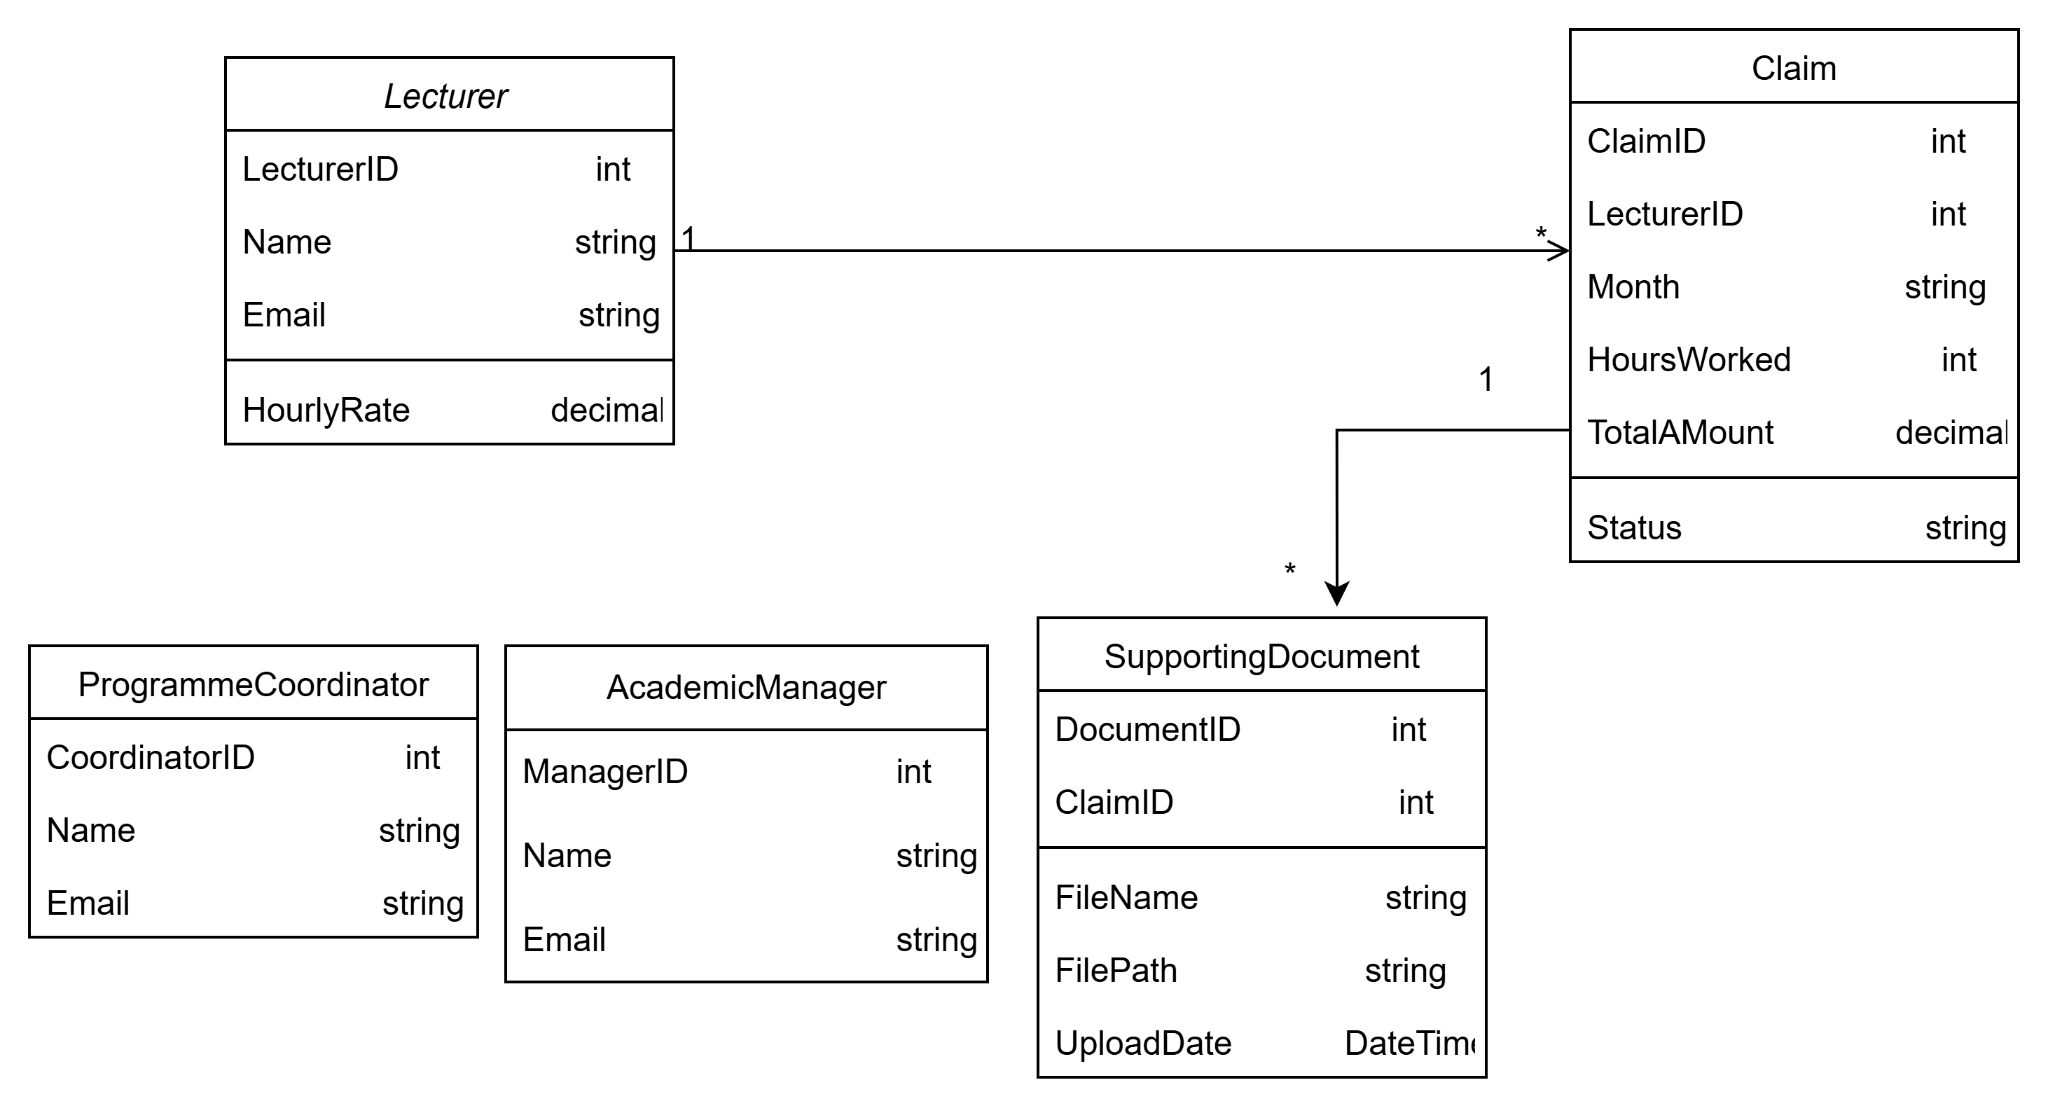 Lecturer
LecturerID int
Name string
Email string
HourlyRate decimal
1
*
Claim
ClaimID int
LecturerID int
Month string
HoursWorked int
TotalAMount decimal
Status string
1
*
ProgrammeCoordinator
CoordinatorID int
Name string
Email string
AcademicManager
ManagerID int
Name string
Email string
SupportingDocument
DocumentID int
ClaimID int
FileName string
FilePath string
UploadDate DateTime